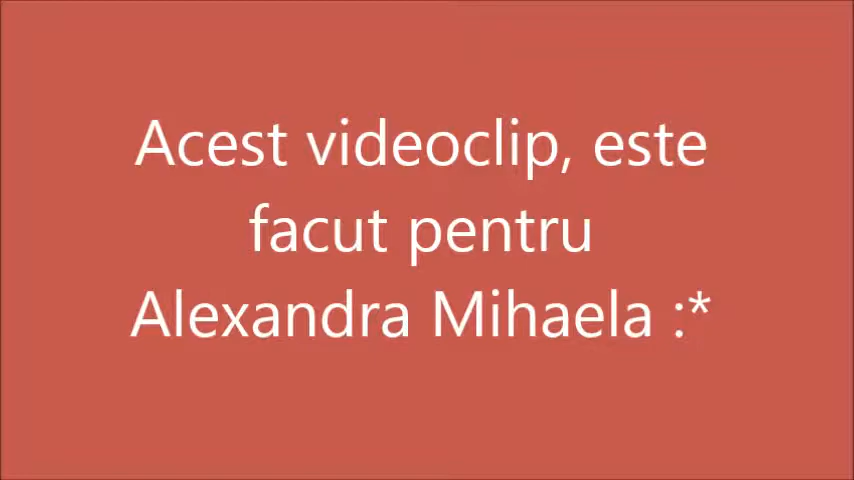 Acest videoclip, este
facut pentru
Alexandra Mihaela :*